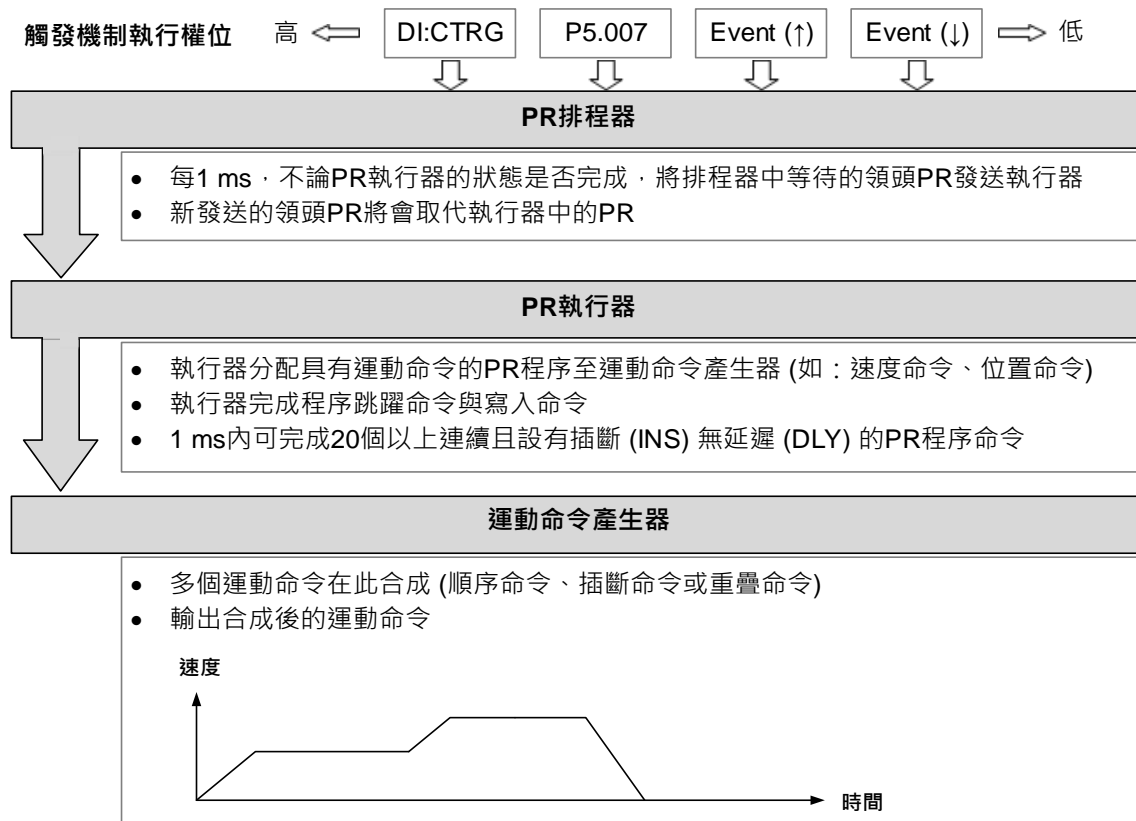 觸發機制執行權位 高 DI:CTRG P5.007 Event (↑) Event (↓) 低
PR排程器
• 每1 ms，不論PR執行器的狀態是否完成，將排程器中等待的領頭PR發送執行器
• 新發送的領頭PR將會取代執行器中的PR
PR執行器
• 執行器分配具有運動命令的PR程序至運動命令產生器 (如：速度命令、位置命令)
• 執行器完成程序跳躍命令與寫入命令
• 1 ms內可完成20個以上連續且設有插斷 (INS) 無延遲 (DLY) 的PR程序命令
運動命令產生器
• 多個運動命令在此合成 (順序命令、插斷命令或重疊命令)
• 輸出合成後的運動命令
速度
時間